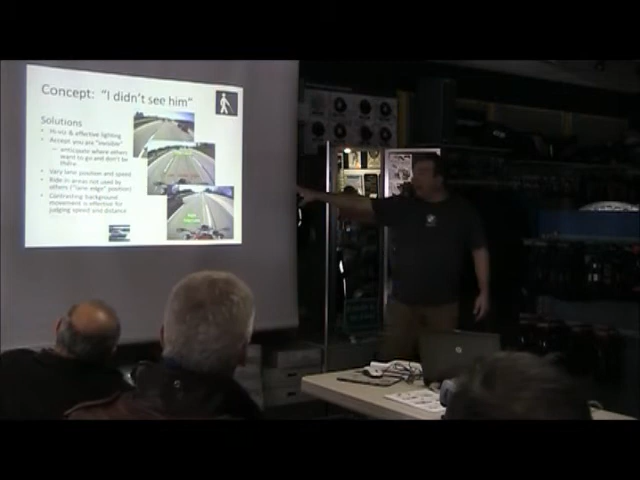 Concept: "I didn't see him"
Solutions
• Hi-viz & effective lighting
• Accept you are "invisible"
– anticipate where others
want to go and don't be
there
• Vary lane position and speed
• Ride in areas not used by
others ("lane edge" position)
• Contrasting background
movement is effective for
judging speed and distance